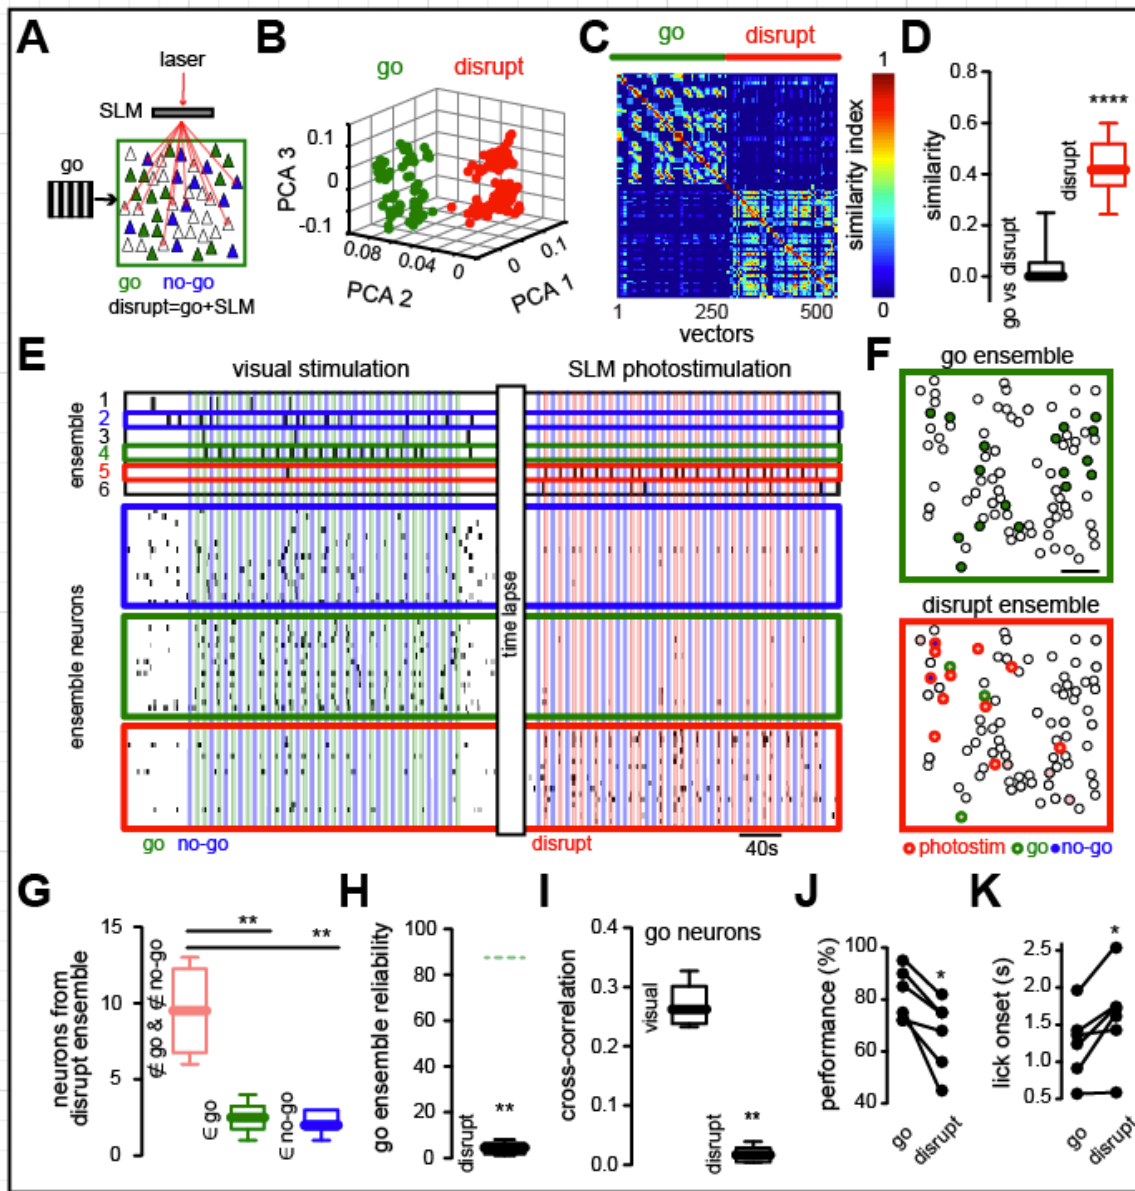 A
laser
SLM
go
go no-go
disrupt=go+SLM
B
go disrupt
PCA 3
0.1
0
-0.1
0.08
0.04
0
PCA 2
0
0.1
PCA 1
C
go disrupt
1 250 500
vectors
1
similarity index
0
D
0.8
0.6
0.4
0.2
0.0
similarity
****
go vs disrupt
disrupt
E
visual stimulation SLM photostimulation
ensemble
1
2
3
4
5
6
ensemble neurons
time lapse
go no-go disrupt 40s
F
go ensemble
disrupt ensemble
photostim go no-go
G
neurons from
disrupt ensemble
15
10
5
0
** **
∉ go & ∉ no-go
∈ go
∈ no-go
H
go ensemble reliability
100
80
60
40
20
0
disrupt
**
I
cross-correlation
0.4
0.3
0.2
0.1
0.0
go neurons
visual
disrupt
**
J
performance (%)
100
80
60
40
*
go
disrupt
K
lick onset (s)
2.5
2.0
1.5
1.0
0.5
*
go
disrupt